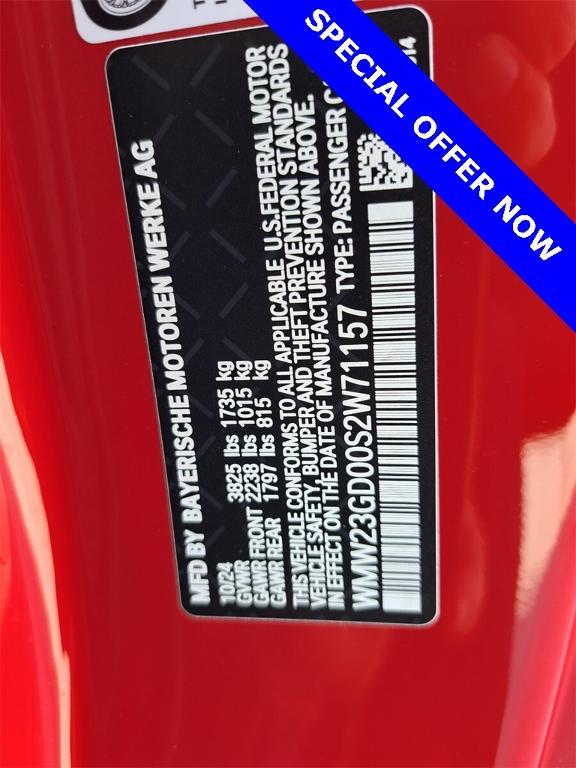 SPECIAL OFFER NOW
MFD BY BAYERISCHE MOTOREN WERKE AG
10/24
GVWR 3825 lbs 1735 kg
GAWR FRONT 2238 lbs 1015 kg
GAWR REAR 1797 lbs 815 kg
THIS VEHICLE CONFORMS TO ALL APPLICABLE U.S.FEDERAL MOTOR
VEHICLE SAFETY, BUMPER AND THEFT PREVENTION STANDARDS
IN EFFECT ON THE DATE OF MANUFACTURE SHOWN ABOVE.
WMW23GD00S2W71157 TYPE: PASSENGER